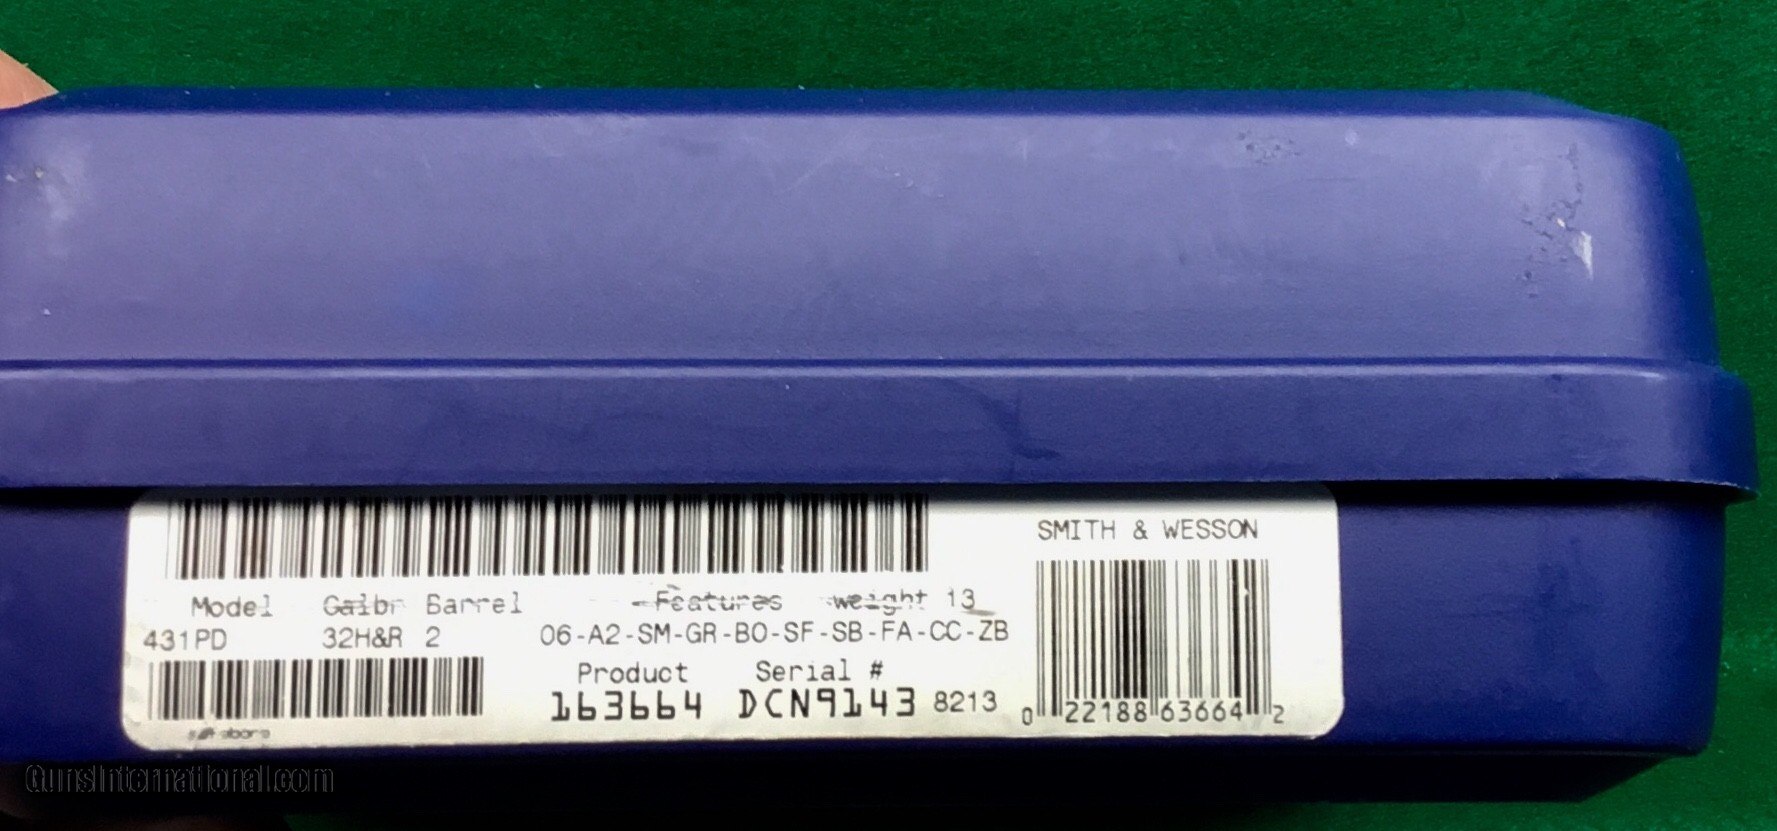 SMITH & WESSON
Model Calbr Barrel Features weight 13
431PD 32H&R 2 06-A2-SM-GR-BO-SF-SB-FA-CC-ZB
Product Serial #
163664 DCN9143 8213
0 22188 63664 2
GunsInternational.com